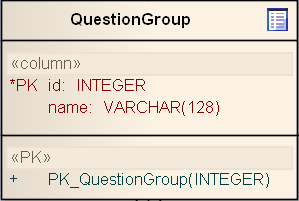 QuestionGroup
«column»
*PK id: INTEGER
name: VARCHAR(128)
«PK»
+ PK_QuestionGroup(INTEGER)